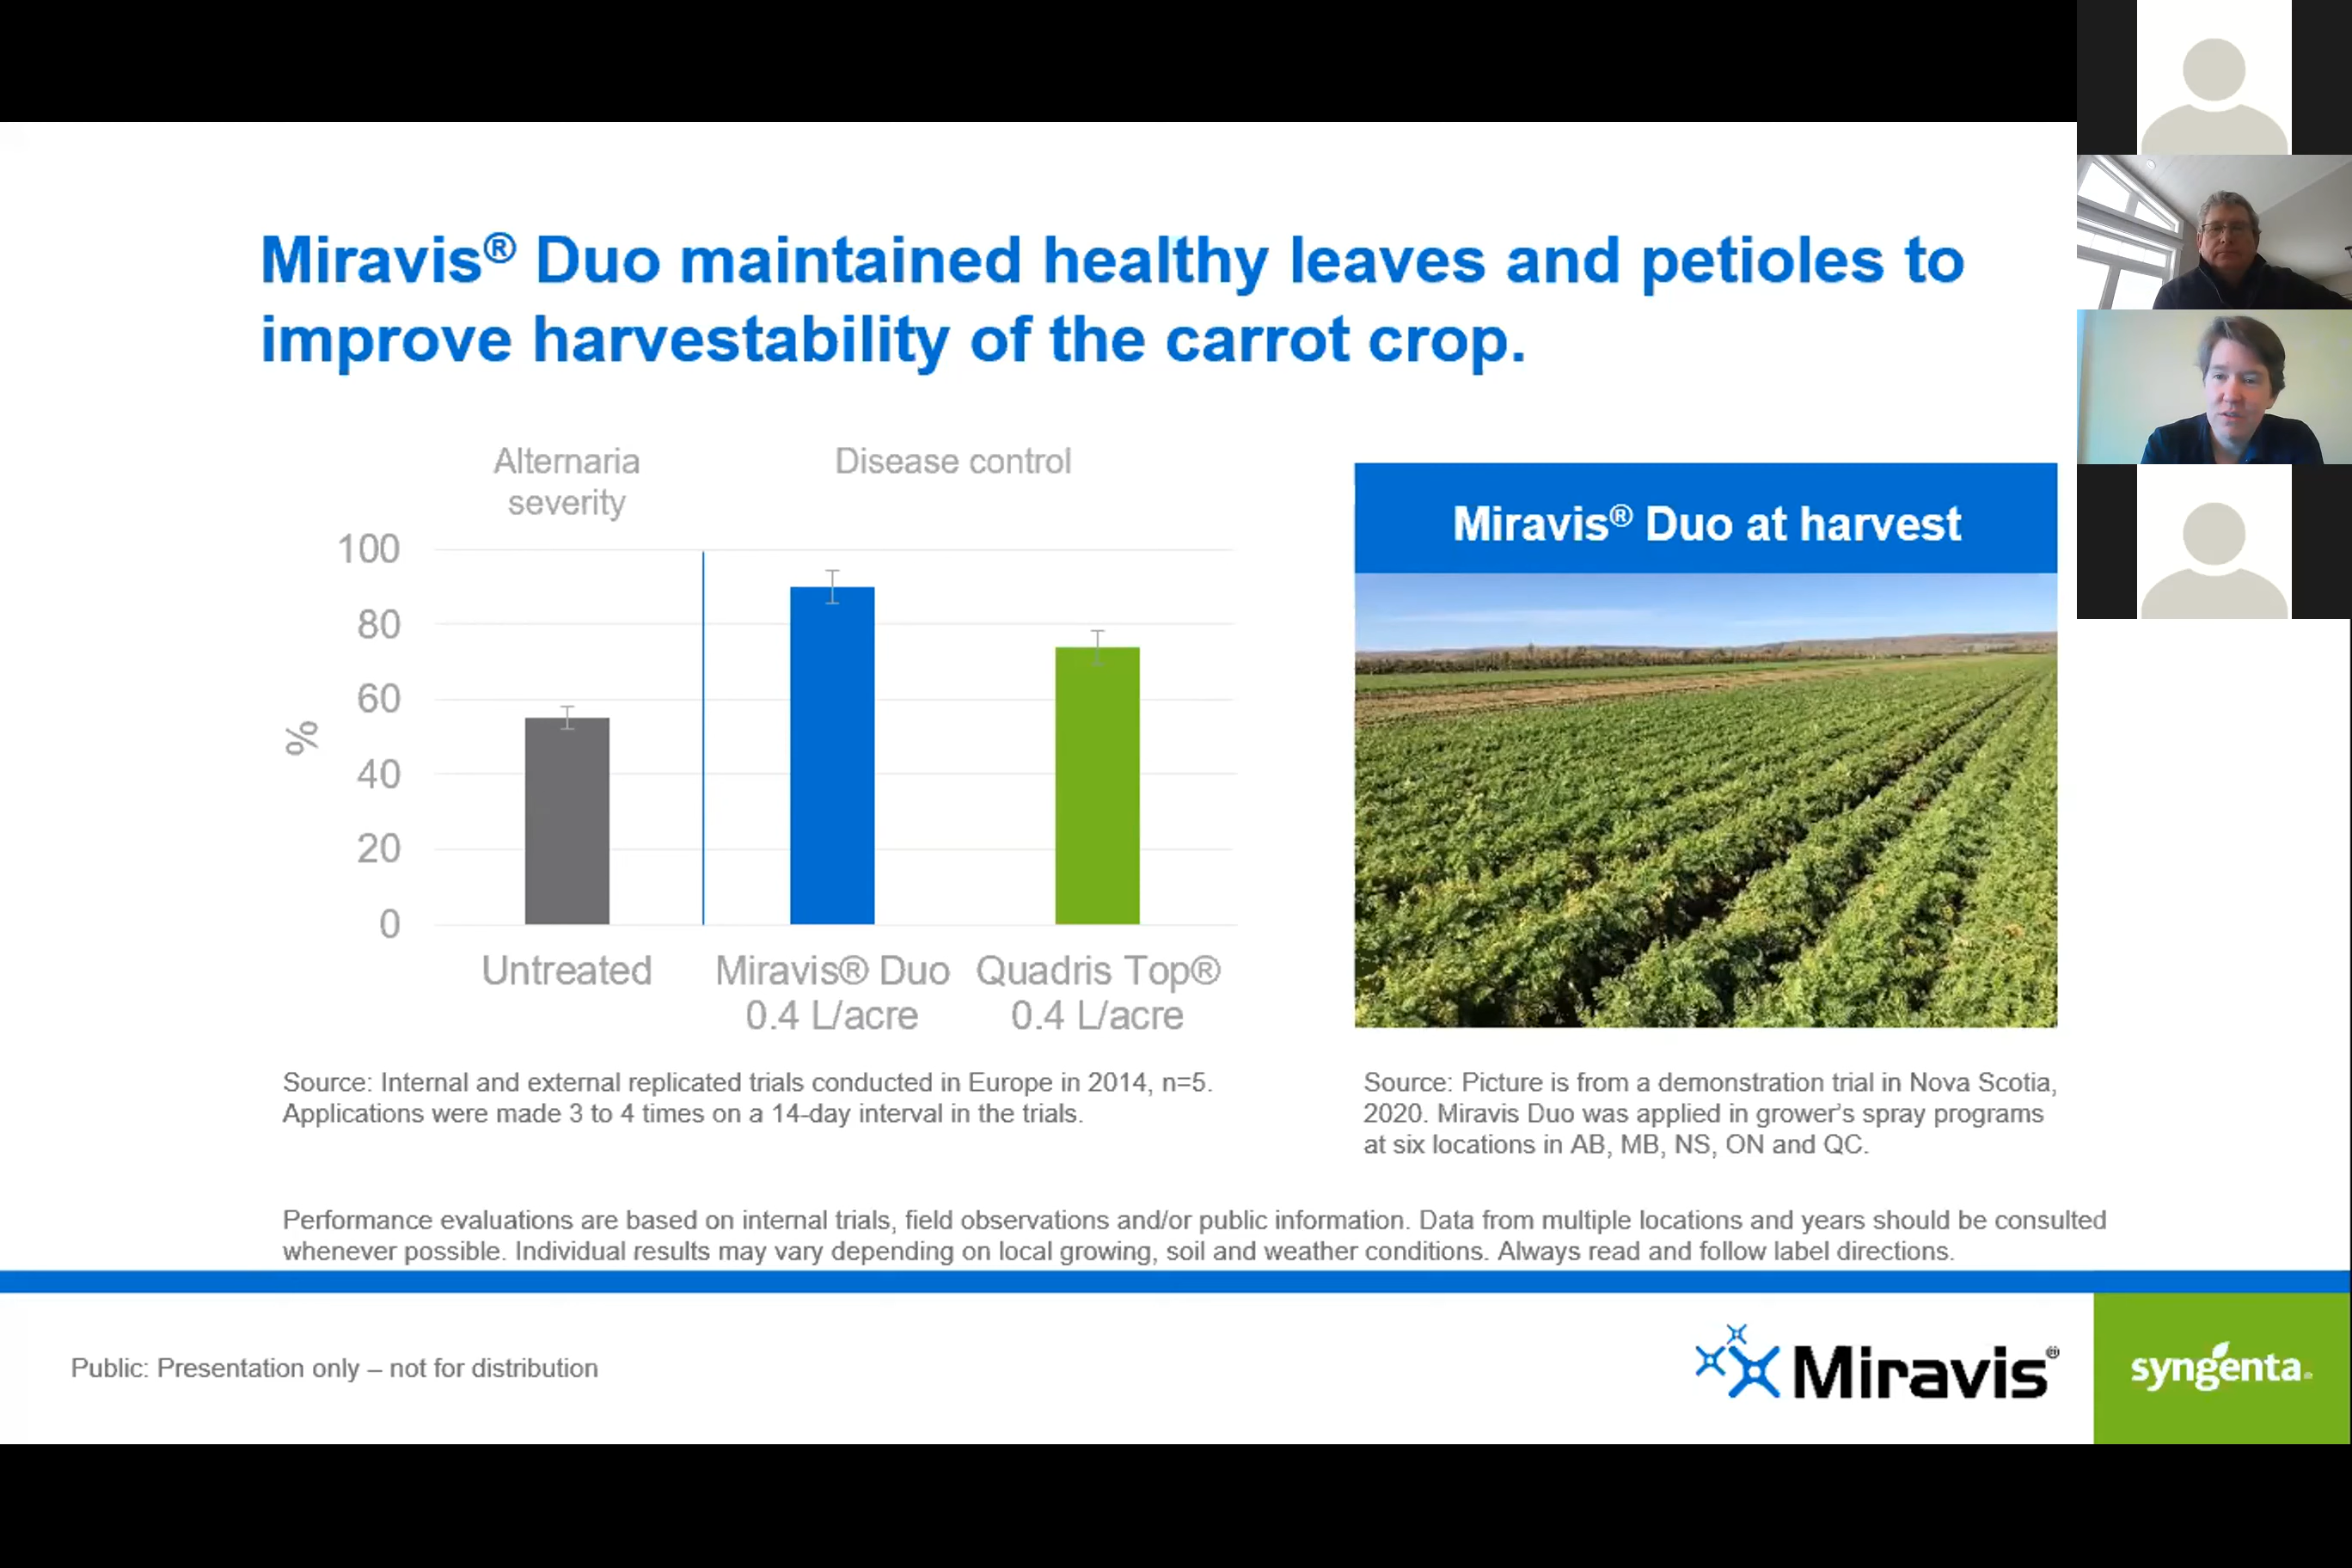 Miravis® Duo maintained healthy leaves and petioles to
improve harvestability of the carrot crop.
Alternaria
severity
Disease control
100
80
60
40
20
0
%
Untreated
Miravis® Duo
0.4 L/acre
Quadris Top®
0.4 L/acre
Source: Internal and external replicated trials conducted in Europe in 2014, n=5.
Applications were made 3 to 4 times on a 14-day interval in the trials.
Miravis® Duo at harvest
Source: Picture is from a demonstration trial in Nova Scotia,
2020. Miravis Duo was applied in grower's spray programs
at six locations in AB, MB, NS, ON and QC.
Performance evaluations are based on internal trials, field observations and/or public information. Data from multiple locations and years should be consulted
whenever possible. Individual results may vary depending on local growing, soil and weather conditions. Always read and follow label directions.
Public: Presentation only – not for distribution
Miravis®
syngenta